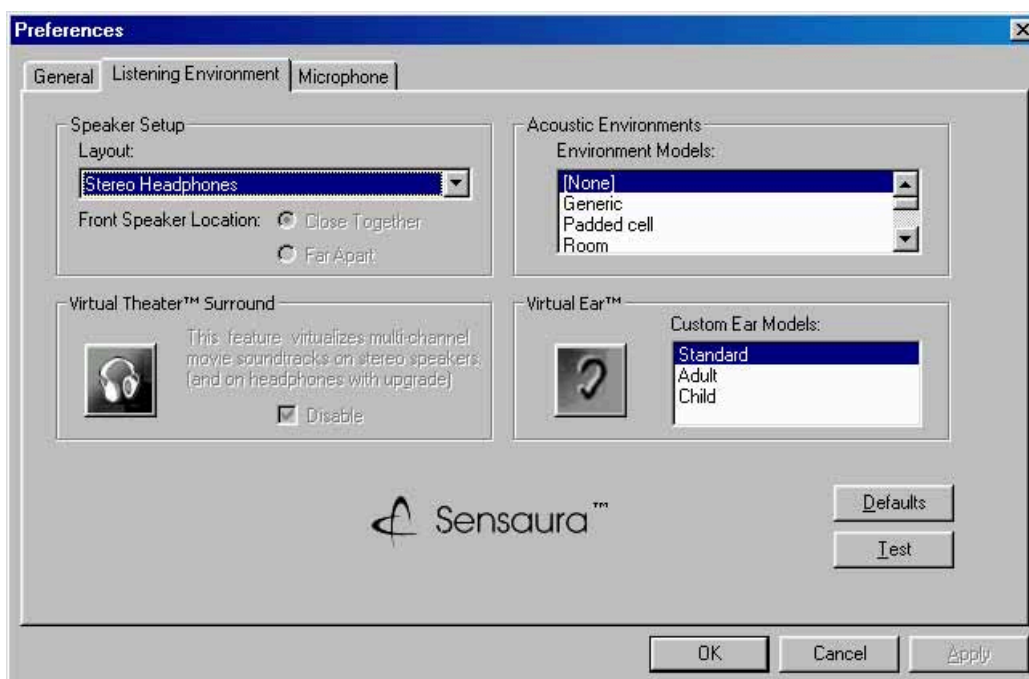 Preferences
General
Listening Environment
Microphone
Speaker Setup
Layout:
Stereo Headphones
Front Speaker Location:
Close Together
Far Apart
Acoustic Environments
Environment Models:
[None]
Generic
Padded cell
Room
Virtual Theater™ Surround
This feature virtualizes multi-channel
movie soundtracks on stereo speakers
(and on headphones with upgrade)
Disable
Virtual Ear™
Custom Ear Models:
Standard
Adult
Child
Sensaura™
Defaults
Test
OK
Cancel
Apply